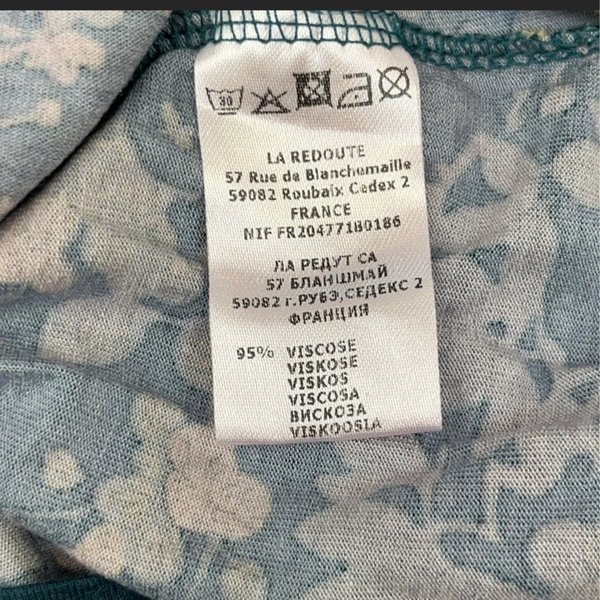 30
LA REDOUTE
57 Rue de Blanchemaille
59082 Roubaix Cedex 2
FRANCE
NIF FR20477180186
ЛА РЕДУТ СА
57 БЛАНШМАЙ
59082 г.РУБЭ,СЕДЕКС 2
ФРАНЦИЯ
95% VISCOSE
VISKOSE
VISKOS
VISCOSA
ВИСКОЗА
VISKOOSIA